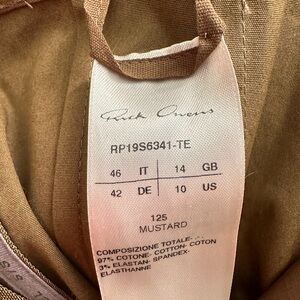 Rick Owens
RP19S6341-TE
46 IT 14 GB
42 DE 10 US
125
MUSTARD
COMPOSIZIONE TOTALE
97% COTONE- COTTON- COTON
3% ELASTAN- SPANDEX-
ELASTHANNE